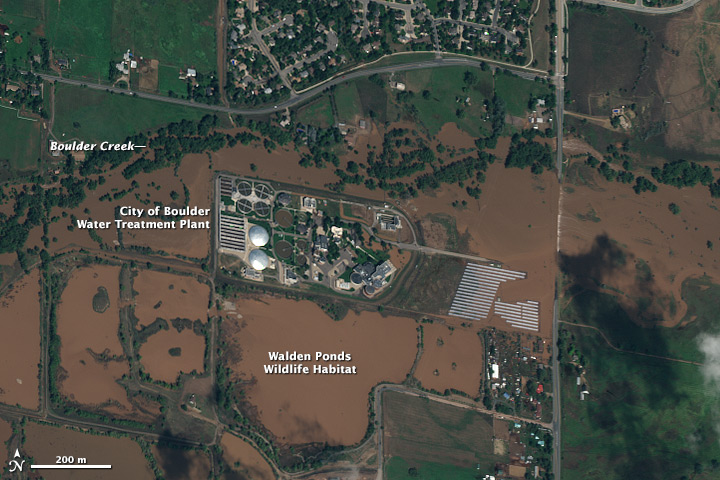 Boulder Creek
City of Boulder
Water Treatment Plant
Walden Ponds
Wildlife Habitat
N
200 m